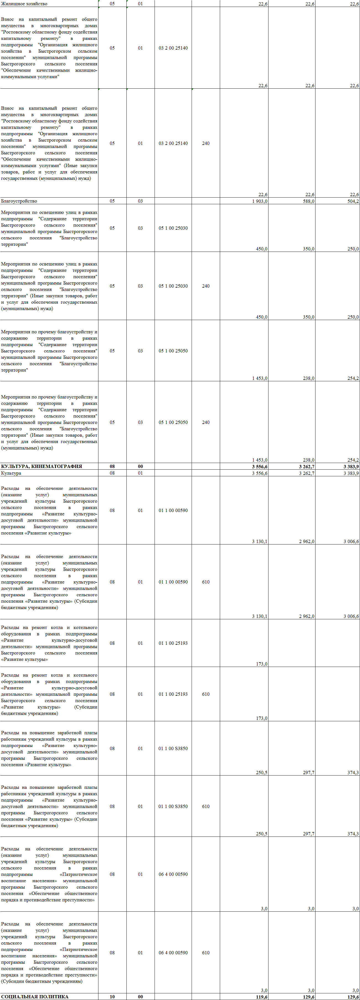 Жилищное хозяйство 05 01 22,6 22,6 22,6
Взнос на капитальный ремонт общего
имущества в многоквартирных домах
"Ростовскому областному фонду содействия
капитальному ремонту" в рамках
подпрограммы "Организация жилищного
хозяйства в Быстрогорском сельском
поселении" муниципальной программы
Быстрогорского сельского поселения
"Обеспечение качественными жилищно-
коммунальными услугами"
05 01 03 2 00 25140
22,6 22,6 22,6
Взнос на капитальный ремонт общего
имущества в многоквартирных домах
"Ростовскому областному фонду содействия
капитальному ремонту" в рамках
подпрограммы "Организация жилищного
хозяйства в Быстрогорском сельском
поселении" муниципальной программы
Быстрогорского сельского поселения
"Обеспечение качественными жилищно-
коммунальными услугами" (Иные закупки
товаров, работ и услуг для обеспечения
государственных (муниципальных) нужд)
05 01 03 2 00 25140 240
22,6 22,6 22,6
Благоустройство 05 03 1 903,0 588,0 504,2
Мероприятия по освещению улиц в рамках
подпрограммы "Содержание территории
Быстрогорского сельского поселения"
муниципальной программы Быстрогорского
сельского поселения "Благоустройство
территории"
05 03 05 1 00 25030
450,0 350,0 250,0
Мероприятия по освещению улиц в рамках
подпрограммы "Содержание территории
Быстрогорского сельского поселения"
муниципальной программы Быстрогорского
сельского поселения "Благоустройство
территории" (Иные закупки товаров, работ
и услуг для обеспечения государственных
(муниципальных) нужд)
05 03 05 1 00 25030 240
450,0 350,0 250,0
Мероприятия по прочему благоустройству и
содержанию территории в рамках
подпрограммы "Содержание территории
Быстрогорского сельского поселения"
муниципальной программы Быстрогорского
сельского поселения "Благоустройство
территории"
05 03 05 1 00 25050
1 453,0 238,0 254,2
Мероприятия по прочему благоустройству и
содержанию территории в рамках
подпрограммы "Содержание территории
Быстрогорского сельского поселения"
муниципальной программы Быстрогорского
сельского поселения "Благоустройство
территории" (Иные закупки товаров, работ
и услуг для обеспечения государственных
(муниципальных) нужд)
05 03 05 1 00 25050 240
1 453,0 238,0 254,2
КУЛЬТУРА, КИНЕМАТОГРАФИЯ 08 00 3 556,6 3 262,7 3 383,9
Культура 08 01 3 556,6 3 262,7 3 383,9
Расходы на обеспечение деятельности
(оказание услуг) муниципальных
учреждений культуры Быстрогорского
сельского поселения в рамках
подпрограммы «Развитие культурно-
досуговой деятельности» муниципальной
программы Быстрогорского сельского
поселения «Развитие культуры»
08 01 01 1 00 00590
3 130,1 2 962,0 3 006,6
Расходы на обеспечение деятельности
(оказание услуг) муниципальных
учреждений культуры Быстрогорского
сельского поселения в рамках
подпрограммы «Развитие культурно-
досуговой деятельности» муниципальной
программы Быстрогорского сельского
поселения «Развитие культуры» (Субсидии
бюджетным учреждениям)
08 01 01 1 00 00590 610
3 130,1 2 962,0 3 006,6
Расходы на ремонт котла и котельного
оборудования в рамках подпрограммы
«Развитие культурно-досуговой
деятельности» муниципальной программы
Быстрогорского сельского поселения
«Развитие культуры»
08 01 01 1 00 25193
173,0
Расходы на ремонт котла и котельного
оборудования в рамках подпрограммы
«Развитие культурно-досуговой
деятельности» муниципальной программы
Быстрогорского сельского поселения
«Развитие культуры» (Субсидии
бюджетным учреждениям)
08 01 01 1 00 25193 610
173,0
Расходы на повышение заработной платы
работникам учреждений культуры в рамках
подпрограммы «Развитие культурно-
досуговой деятельности» муниципальной
программы Быстрогорского сельского
поселения «Развитие культуры»
08 01 01 1 00 S3850
250,5 297,7 374,3
Расходы на повышение заработной платы
работникам учреждений культуры в рамках
подпрограммы «Развитие культурно-
досуговой деятельности» муниципальной
программы Быстрогорского сельского
поселения «Развитие культуры» (Субсидии
бюджетным учреждениям)
08 01 01 1 00 S3850 610
250,5 297,7 374,3
Расходы на обеспечение деятельности
(оказание услуг) муниципальных
учреждений культуры Быстрогорского
сельского поселения в рамках
подпрограммы «Патриотическое
воспитание населения» муниципальной
программы Быстрогорского сельского
поселения «Обеспечение общественного
порядка и противодействие преступности»
08 01 06 4 00 00590
3,0 3,0 3,0
Расходы на обеспечение деятельности
(оказание услуг) муниципальных
учреждений культуры Быстрогорского
сельского поселения в рамках
подпрограммы «Патриотическое
воспитание населения» муниципальной
программы Быстрогорского сельского
поселения «Обеспечение общественного
порядка и противодействие преступности»
(Субсидии бюджетным учреждениям)
08 01 06 4 00 00590 610
3,0 3,0 3,0
СОЦИАЛЬНАЯ ПОЛИТИКА 10 00 119,6 129,6 129,6